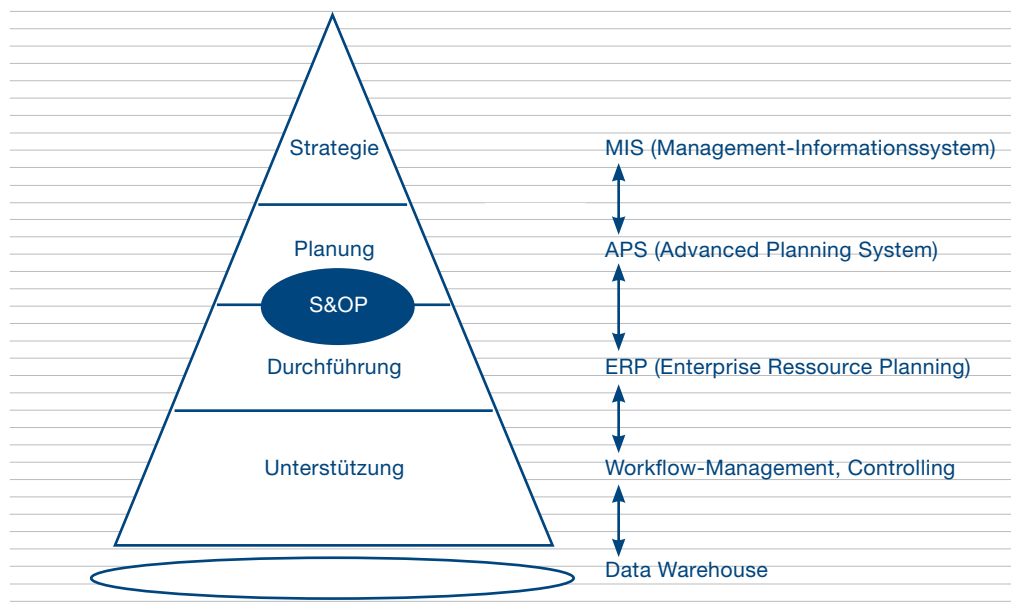 Strategie
MIS (Management-Informationssystem)
Planung
APS (Advanced Planning System)
S&OP
Durchführung
ERP (Enterprise Ressource Planning)
Unterstützung
Workflow-Management, Controlling
Data Warehouse